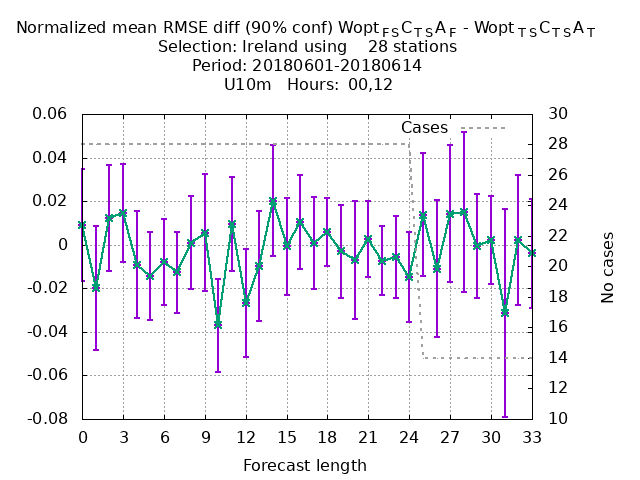 Normalized mean RMSE diff (90% conf) Wopt FS C TS A F - Wopt TS C TS A T
Selection: Ireland using 28 stations
Period: 20180601-20180614
U10m Hours: 00,12
Cases
0.06
0.04
0.02
0
-0.02
-0.04
-0.06
-0.08
30
28
26
24
22
20
18
16
14
12
10
No cases
0 3 6 9 12 15 18 21 24 27 30 33
Forecast length